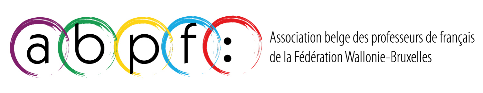 abpf:
Association belge des professeurs de français
de la Fédération Wallonie-Bruxelles